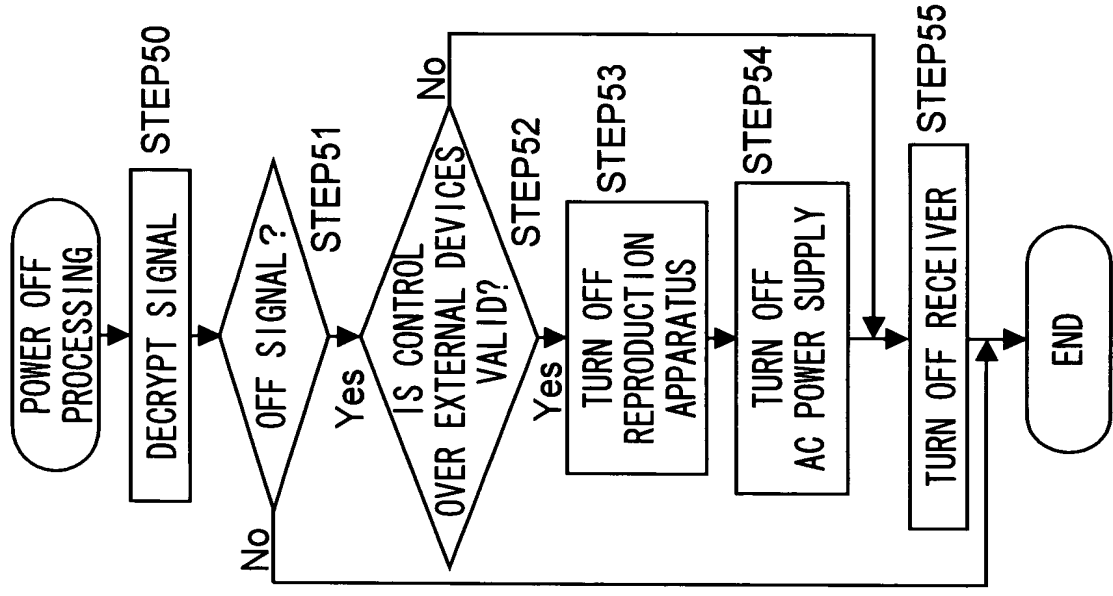 POWER OFF
PROCESSING
DECRYPT SIGNAL
STEP50
OFF SIGNAL?
STEP51
No
Yes
IS CONTROL
OVER EXTERNAL DEVICES
VALID?
STEP52
No
Yes
TURN OFF
REPRODUCTION
APPARATUS
STEP53
TURN OFF
AC POWER SUPPLY
STEP54
TURN OFF RECEIVER
STEP55
END